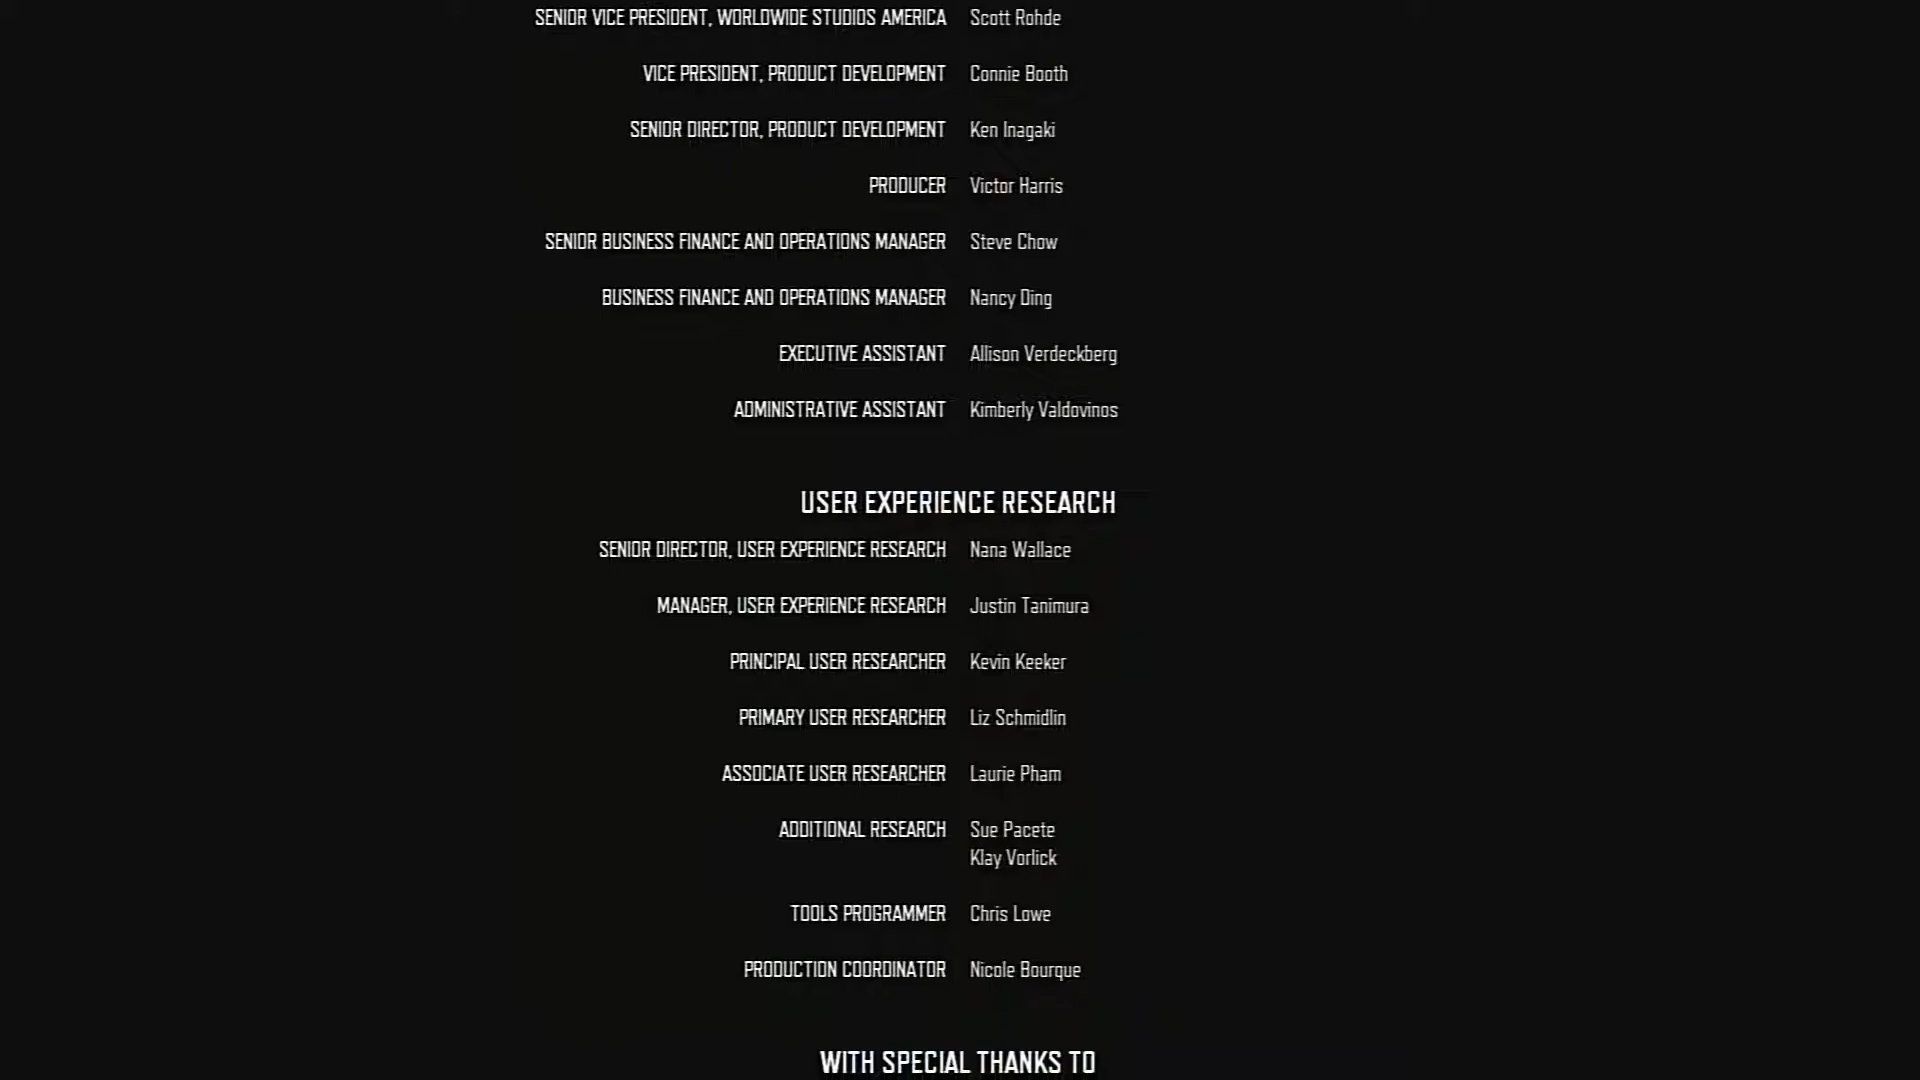 SENIOR VICE PRESIDENT, WORLDWIDE STUDIOS AMERICA Scott Rohde
VICE PRESIDENT, PRODUCT DEVELOPMENT Connie Booth
SENIOR DIRECTOR, PRODUCT DEVELOPMENT Ken Inagaki
PRODUCER Victor Harris
SENIOR BUSINESS FINANCE AND OPERATIONS MANAGER Steve Chow
BUSINESS FINANCE AND OPERATIONS MANAGER Nancy Ding
EXECUTIVE ASSISTANT Allison Verdeckberg
ADMINISTRATIVE ASSISTANT Kimberly Valdovinos
USER EXPERIENCE RESEARCH
SENIOR DIRECTOR, USER EXPERIENCE RESEARCH Nana Wallace
MANAGER, USER EXPERIENCE RESEARCH Justin Tanimura
PRINCIPAL USER RESEARCHER Kevin Keeker
PRIMARY USER RESEARCHER Liz Schmidlin
ASSOCIATE USER RESEARCHER Laurie Pham
ADDITIONAL RESEARCH Sue Pacete
Klay Vorlick
TOOLS PROGRAMMER Chris Lowe
PRODUCTION COORDINATOR Nicole Bourque
WITH SPECIAL THANKS TO